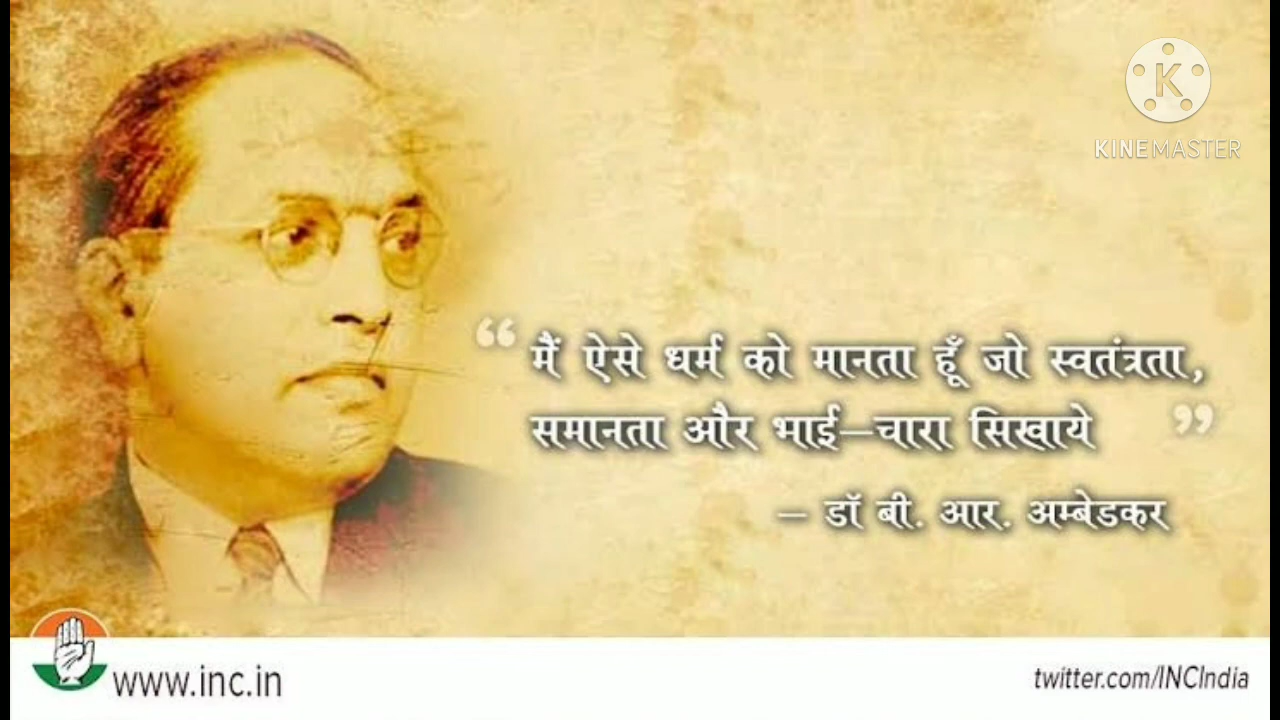 KINEMASTER
“ मैं ऐसे धर्म को मानता हूँ जो स्वतंत्रता,
समानता और भाई–चारा सिखाये ”
– डॉ बी. आर. अम्बेडकर
www.inc.in
twitter.com/INCIndia